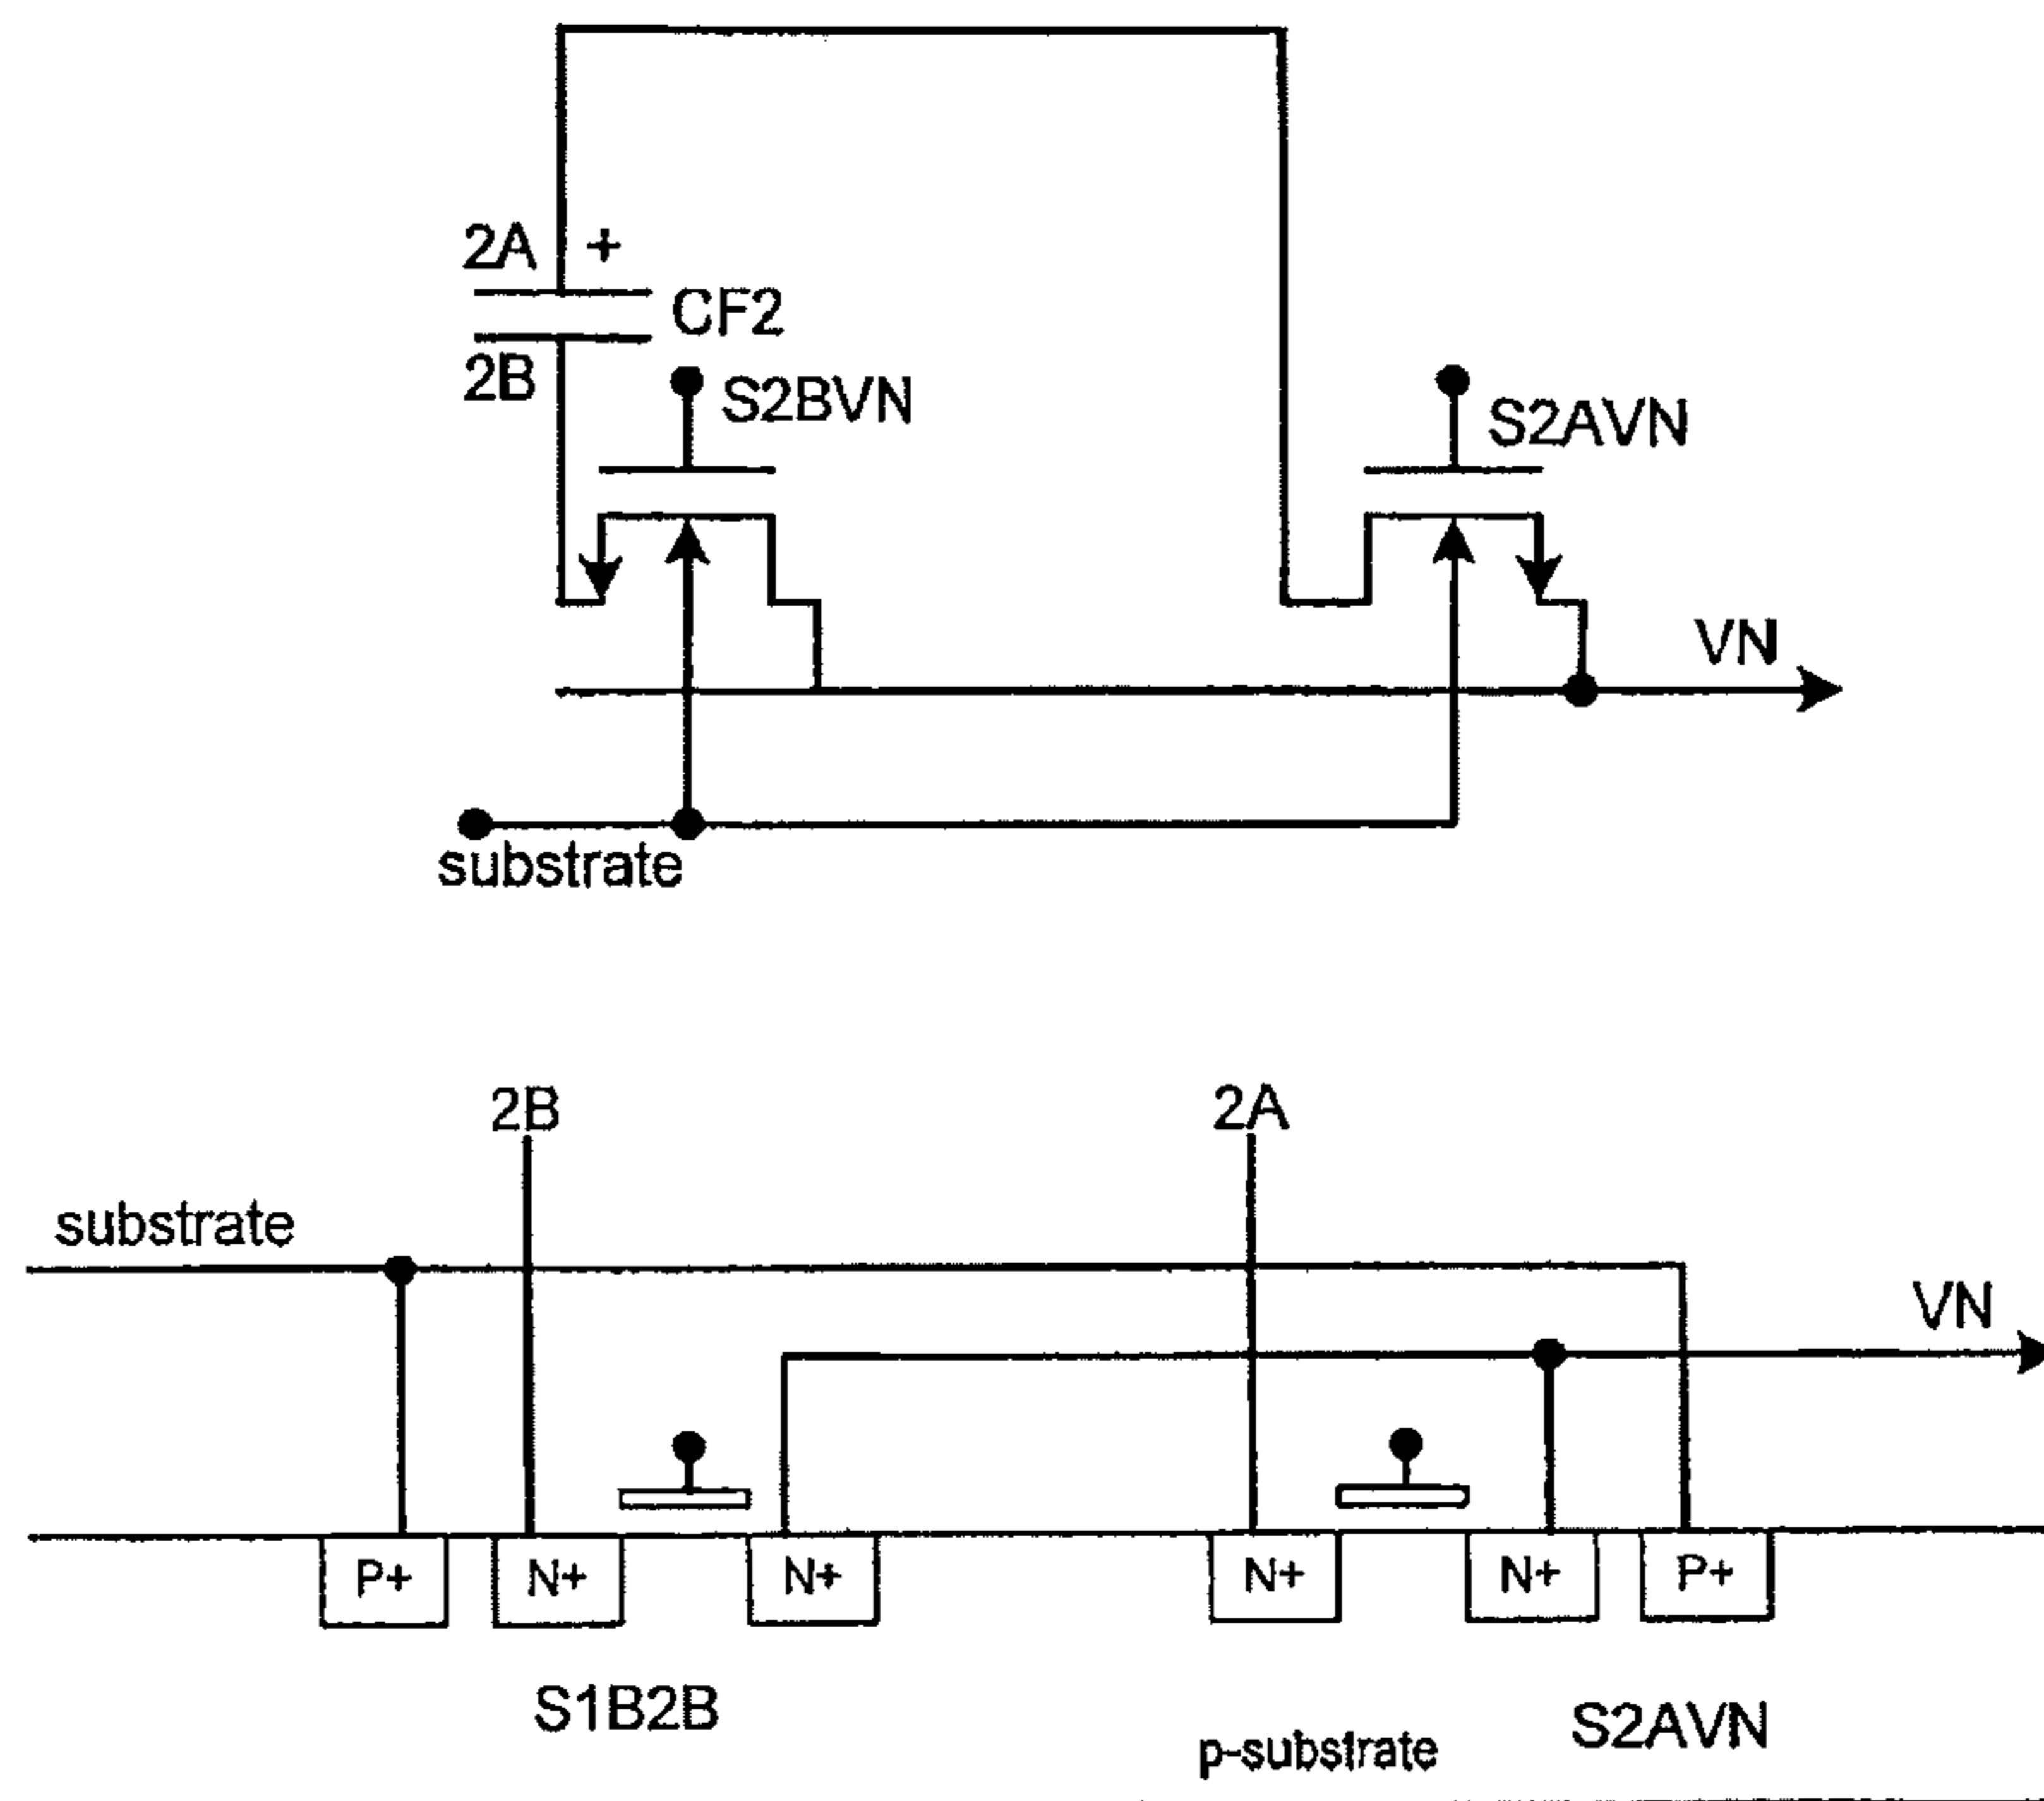 2A +
CF2
2B
S2BVN
S2AVN
VN
substrate
2B
2A
substrate
VN
P+
N+
N+
N+
N+
P+
S1B2B
S2AVN
p-substrate